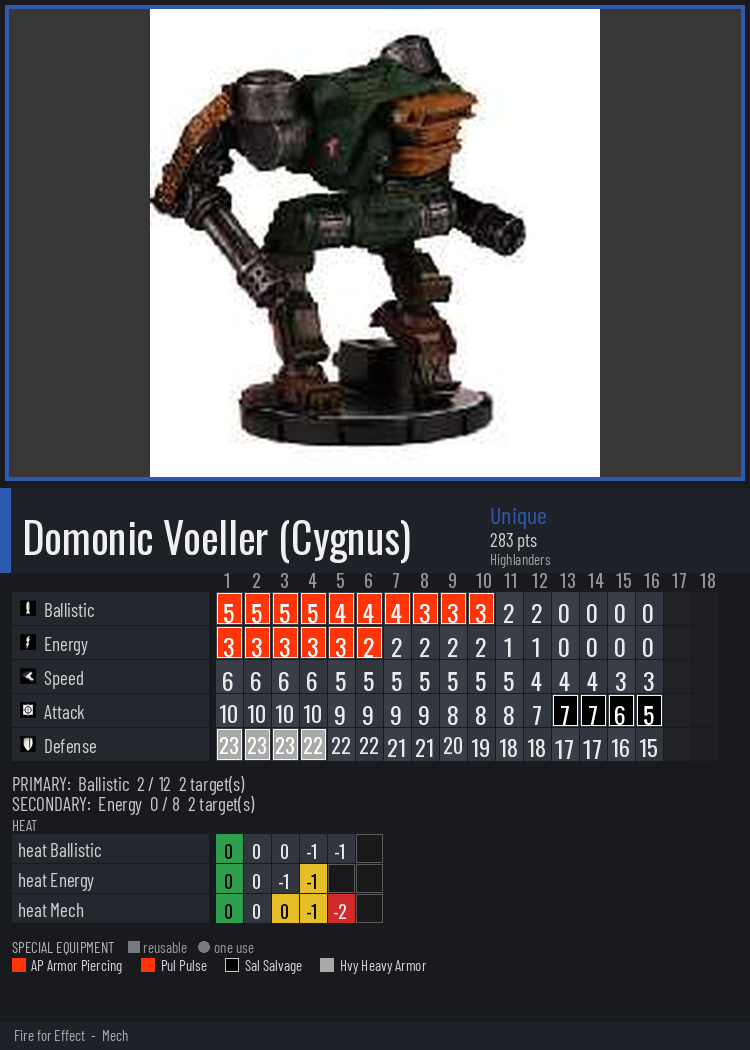 Domonic Voeller (Cygnus)
Unique
283 pts
Highlanders
1 2 3 4 5 6 7 8 9 10 11 12 13 14 15 16 17 18
Ballistic 5 5 5 5 4 4 4 3 3 3 2 2 0 0 0 0
Energy 3 3 3 3 3 2 2 2 2 2 1 1 0 0 0 0
Speed 6 6 6 6 5 5 5 5 5 5 5 4 4 4 3 3
Attack 10 10 10 10 9 9 9 9 8 8 8 7 7 7 6 5
Defense 23 23 23 22 22 22 21 21 20 19 18 18 17 17 16 15
PRIMARY: Ballistic 2 / 12 2 target(s)
SECONDARY: Energy 0 / 8 2 target(s)
HEAT
heat Ballistic 0 0 0 -1 -1
heat Energy 0 0 -1 -1
heat Mech 0 0 0 -1 -2
SPECIAL EQUIPMENT reusable one use
AP Armor Piercing Pul Pulse Sal Salvage Hvy Heavy Armor
Fire for Effect - Mech